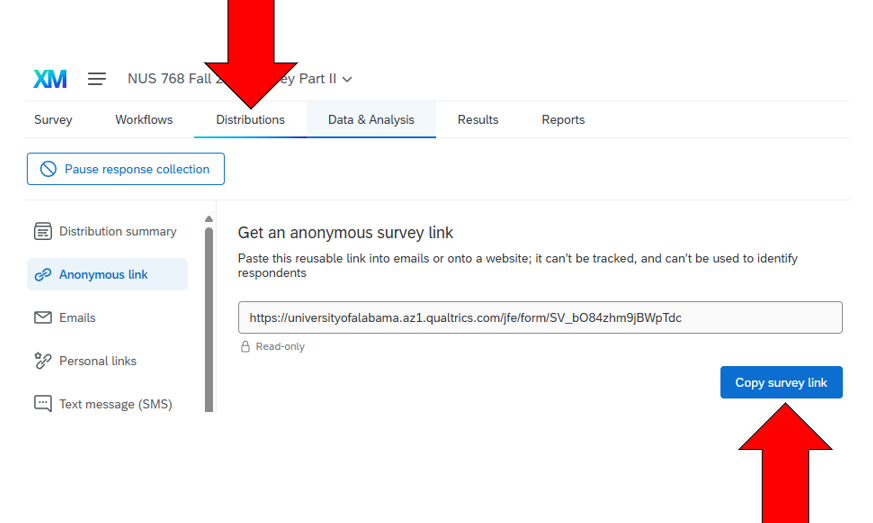 XM
NUS 768 Fall 2 ey Part II
Survey Workflows Distributions Data & Analysis Results Reports
Pause response collection
Distribution summary
Anonymous link
Emails
Personal links
Text message (SMS)
Get an anonymous survey link
Paste this reusable link into emails or onto a website; it can't be tracked, and can't be used to identify
respondents
https://universityofalabama.az1.qualtrics.com/jfe/form/SV_bO84zhm9jBWpTdc
Read-only
Copy survey link